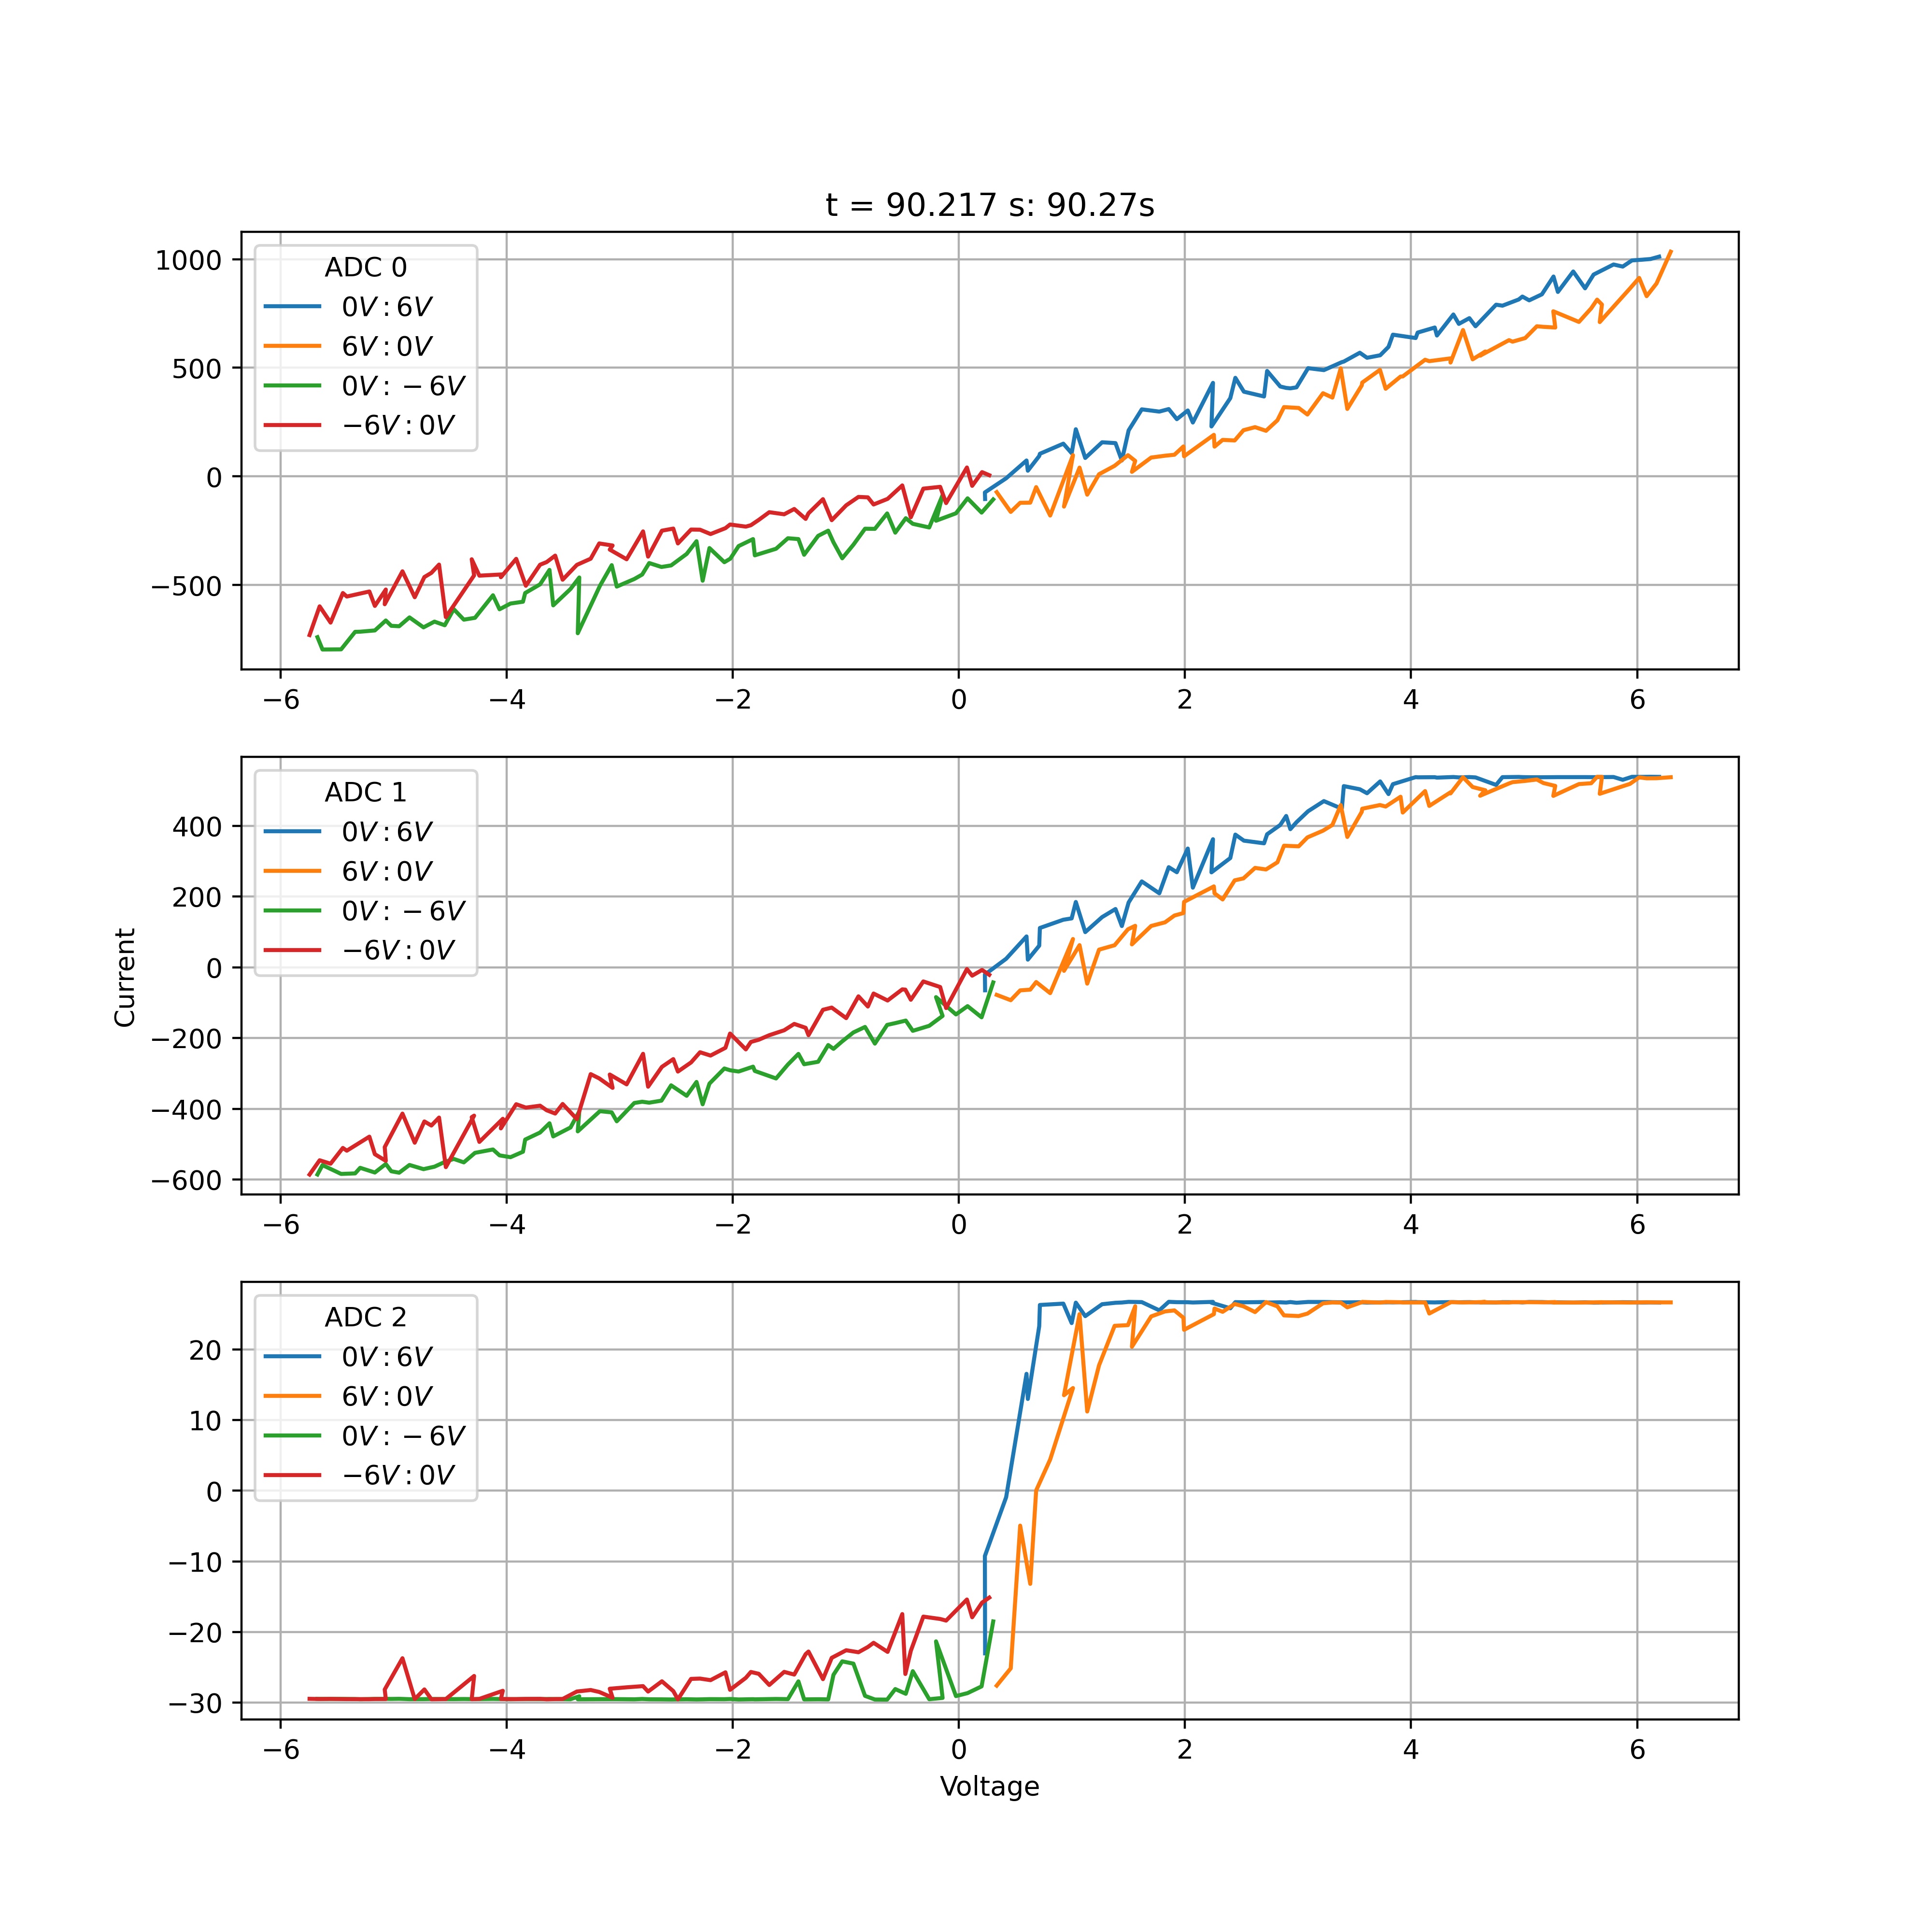 t = 90.217 s: 90.27s
ADC 0
0V : 6V
6V : 0V
0V : −6V
−6V : 0V
1000
500
0
−500
−6 −4 −2 0 2 4 6
ADC 1
0V : 6V
6V : 0V
0V : −6V
−6V : 0V
400
200
0
−200
−400
−600
Current
−6 −4 −2 0 2 4 6
ADC 2
0V : 6V
6V : 0V
0V : −6V
−6V : 0V
20
10
0
−10
−20
−30
−6 −4 −2 0 2 4 6
Voltage